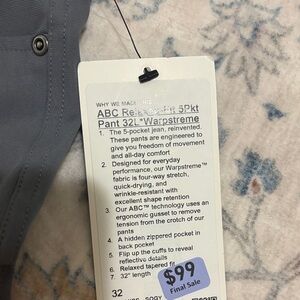 WHY WE MADE THIS
ABC Relaxed-Fit 5Pkt
Pant 32L *Warpstreme
1. The 5-pocket jean, reinvented.
These pants are engineered to
give you freedom of movement
and all-day comfort
2. Designed for everyday
performance, our Warpstreme™
fabric is four-way stretch,
quick-drying, and
wrinkle-resistant with
excellent shape retention
3. Our ABC™ technology uses an
ergonomic gusset to remove
tension from the crotch of our
pants
4. A hidden zippered pocket in
back pocket
5. Flip up the cuffs to reveal
reflective details
6. Relaxed tapered fit
7. 32" length
$99
Final Sale
32
SOGY